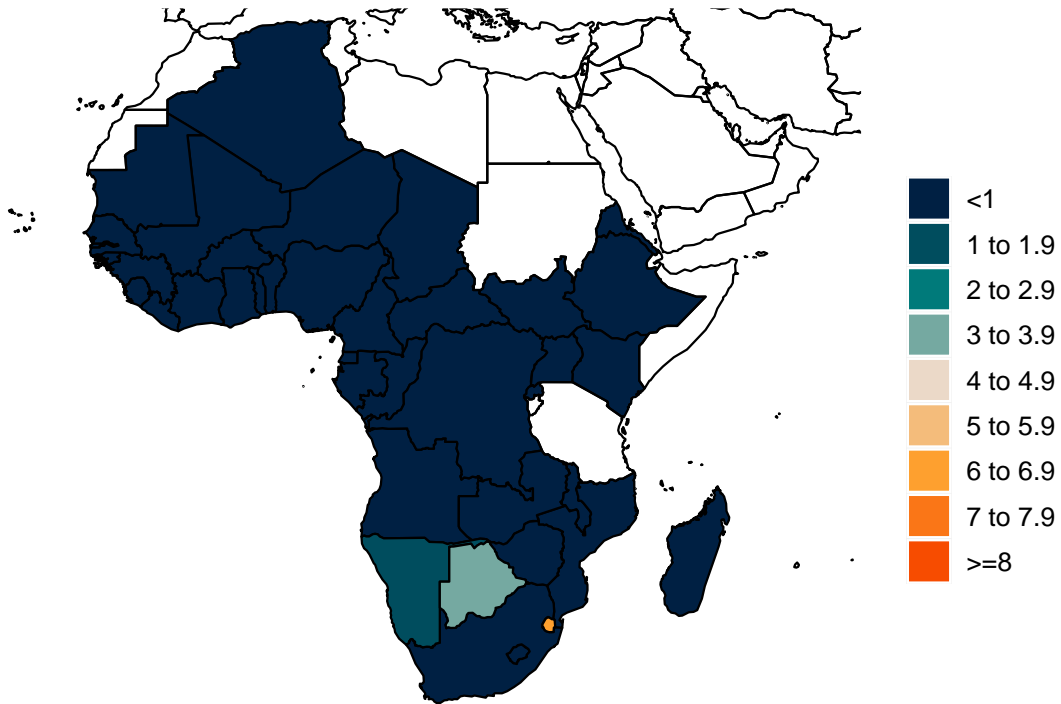 <1
1 to 1.9
2 to 2.9
3 to 3.9
4 to 4.9
5 to 5.9
6 to 6.9
7 to 7.9
>=8